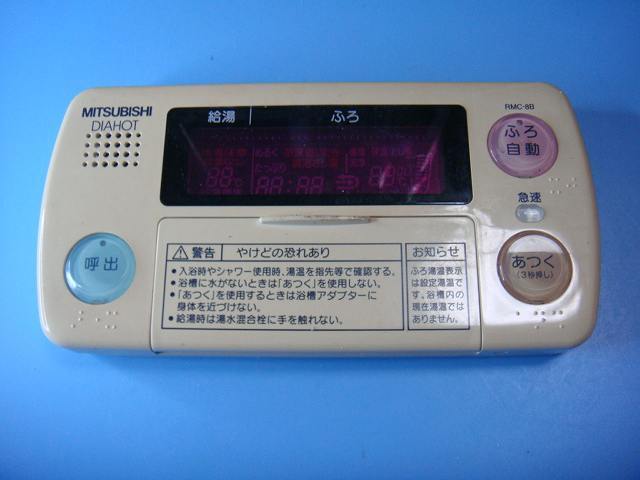 MITSUBISHI
DIAHOT
給湯 ふろ
RMC-8B
ふろ
自動
急速
呼出
あつく
(3秒押し)
警告 やけどの恐れあり
•入浴時やシャワー使用時、湯温を指先等で確認する。
•浴槽に水がないときは「あつく」を使用しない。
•「あつく」を使用するときは浴槽アダプターに
身体を近づけない。
•給湯時は湯水混合栓に手を触れない。
お知らせ
ふろ湯温表示
は設定湯温で
す。浴槽内の
現在湯温では
ありません。